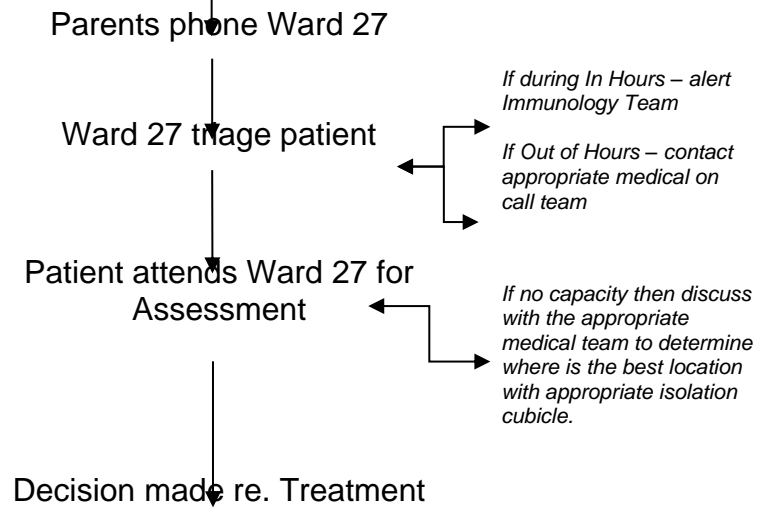 Parents phone Ward 27
If during In Hours – alert
Immunology Team
Ward 27 triage patient
If Out of Hours – contact
appropriate medical on
call team
Patient attends Ward 27 for
Assessment
If no capacity then discuss
with the appropriate
medical team to determine
where is the best location
with appropriate isolation
cubicle.
Decision made re. Treatment